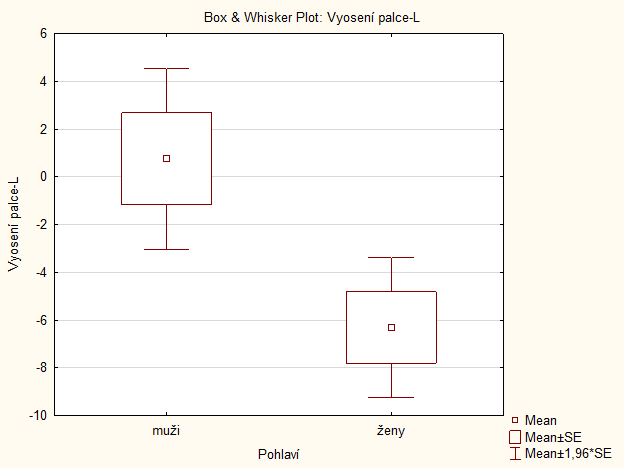 Box & Whisker Plot: Vyosení palce-L
Vyosení palce-L
6
4
2
0
-2
-4
-6
-8
-10
muži
ženy
Pohlaví
Mean
Mean±SE
Mean±1,96*SE